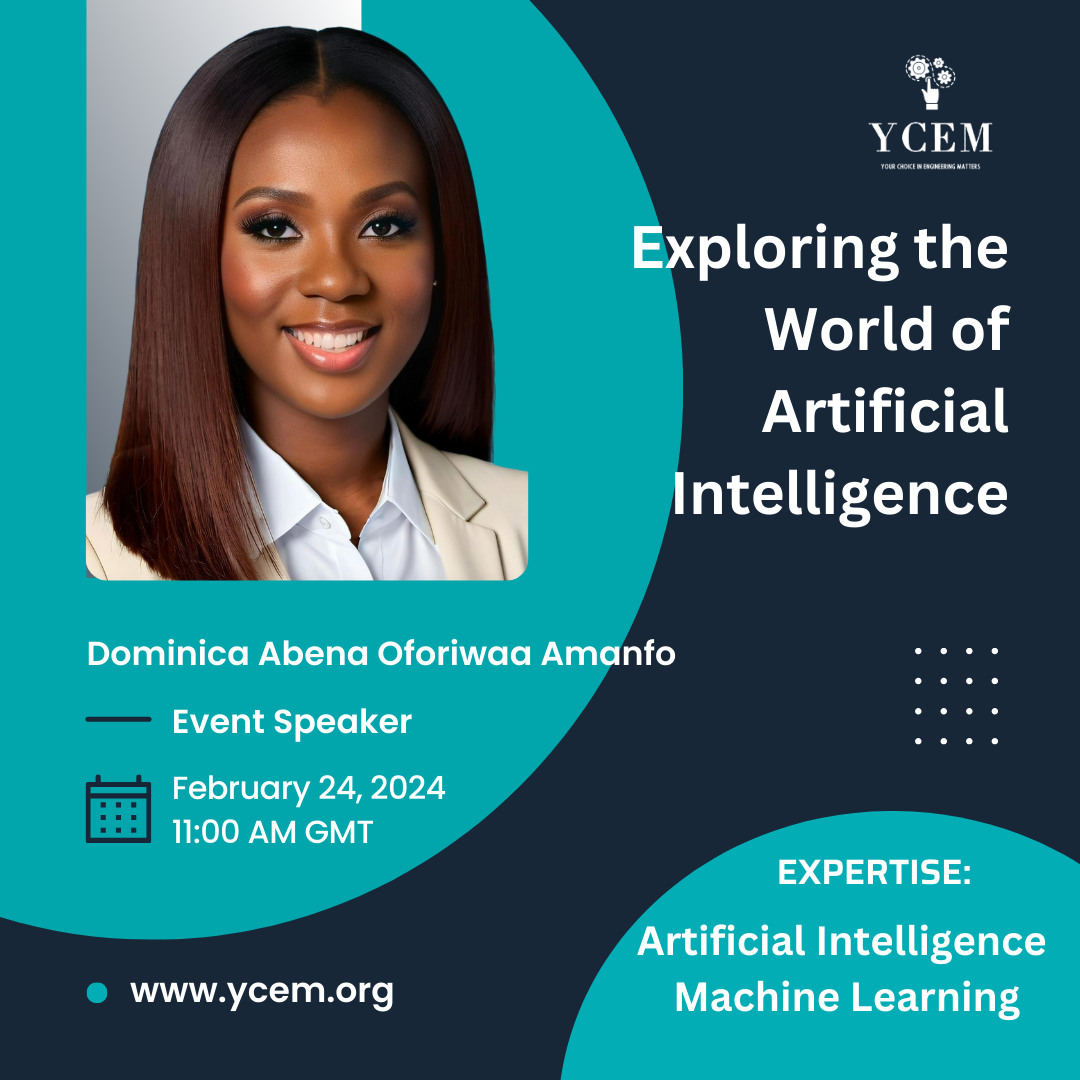 YCEM
YOUR CHOICE IN ENGINEERING MATTERS
Exploring the
World of
Artificial
Intelligence
Dominica Abena Oforiwaa Amanfo
Event Speaker
February 24, 2024
11:00 AM GMT
EXPERTISE:
Artificial Intelligence
Machine Learning
www.ycem.org